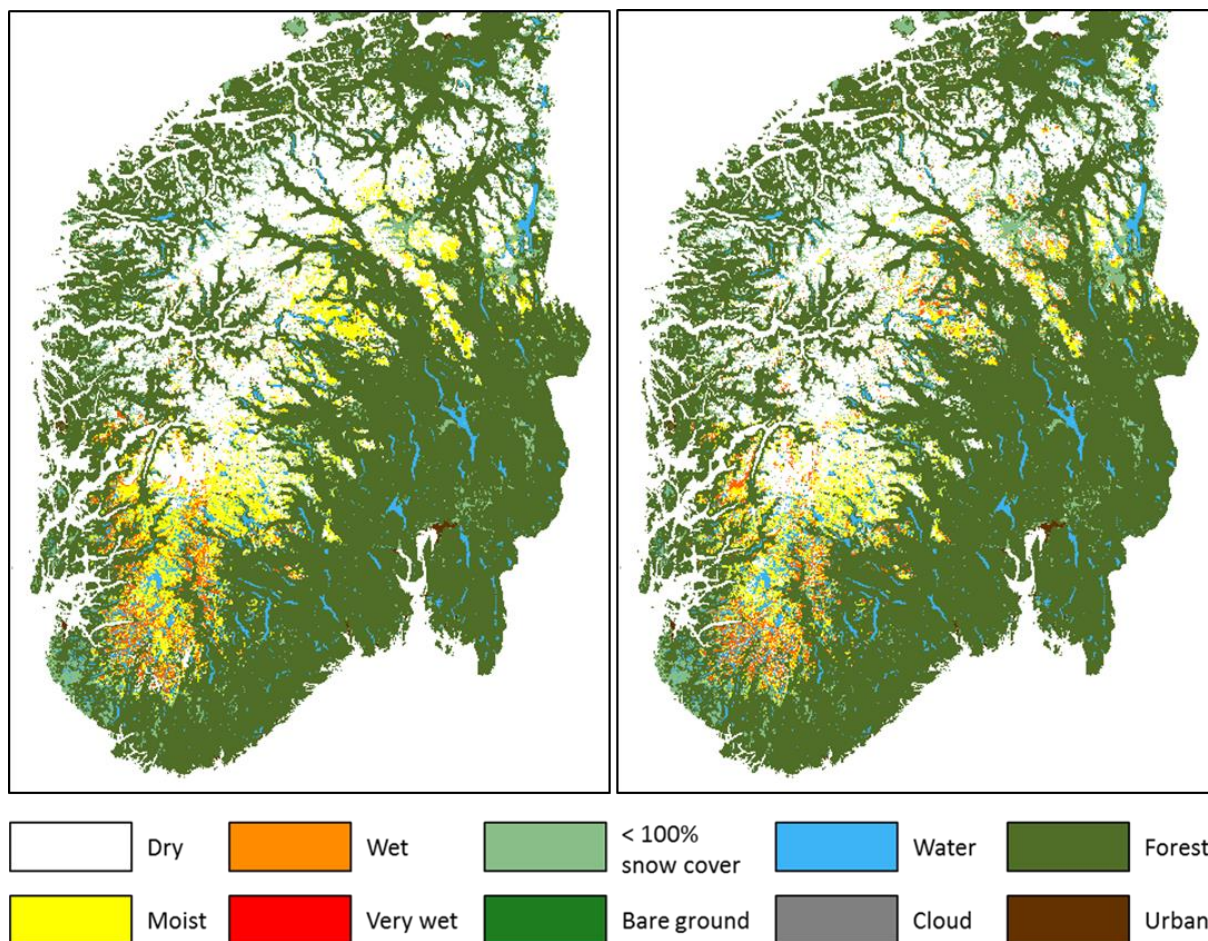 Dry
Wet
< 100%
snow cover
Water
Forest
Moist
Very wet
Bare ground
Cloud
Urban